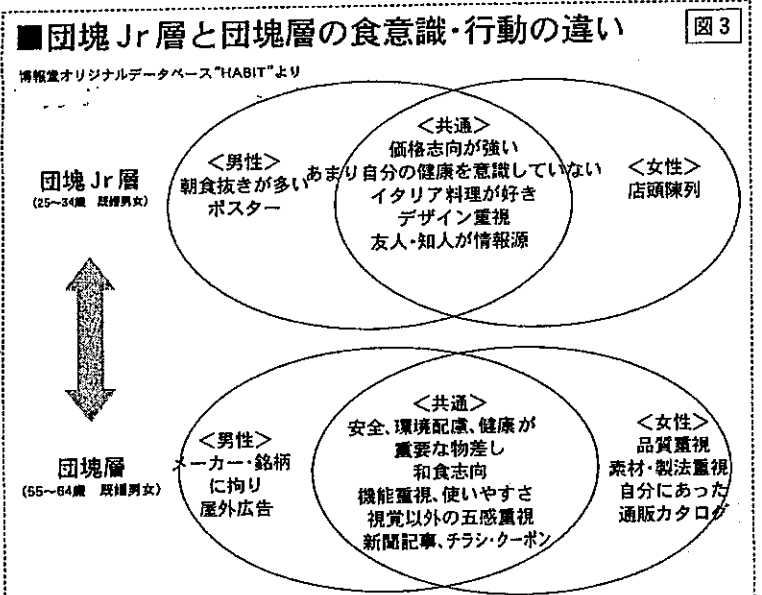 ■団塊Jr層と団塊層の食意識・行動の違い
図3
博報堂オリジナルデータベース"HABIT"より
団塊Jr層
(25〜34歳 既婚男女)
<男性>
朝食抜きが多い
ポスター
<共通>
価格志向が強い
あまり自分の健康を意識していない
イタリア料理が好き
デザイン重視
友人・知人が情報源
<女性>
店頭陳列
団塊層
(55〜64歳 既婚男女)
<男性>
メーカー・銘柄
に拘り
屋外広告
<共通>
安全、環境配慮、健康が
重要な物差し
和食志向
機能重視、使いやすさ
視覚以外の五感重視
新聞記事、チラシ・クーポン
<女性>
品質重視
素材・製法重視
自分にあった
通販カタログ